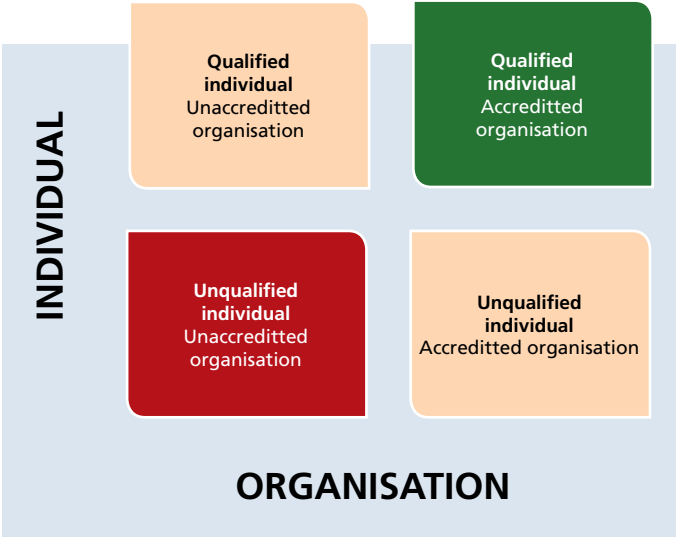 Qualified
individual
Unaccreditted
organisation
Qualified
individual
Accreditted
organisation
INDIVIDUAL
Unqualified
individual
Unaccreditted
organisation
Unqualified
individual
Accreditted organisation
ORGANISATION